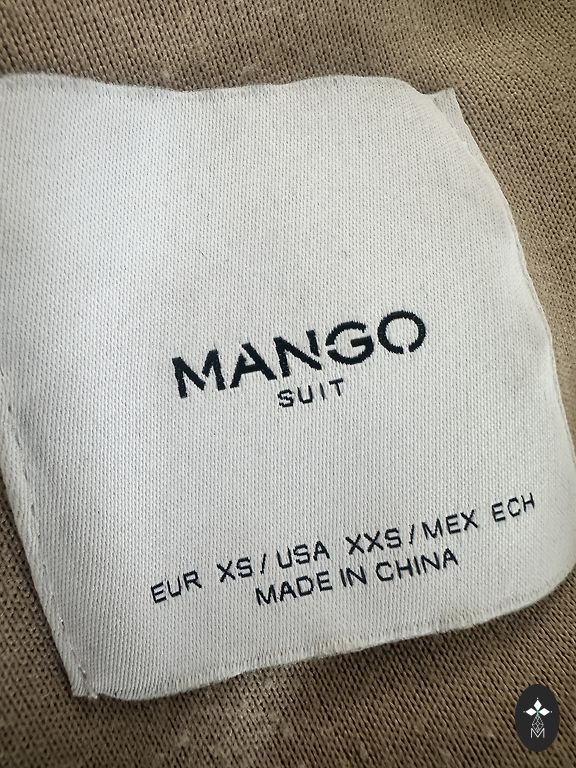 MANGO
SUIT
EUR XS/USA XXS/MEX ECH
MADE IN CHINA
M